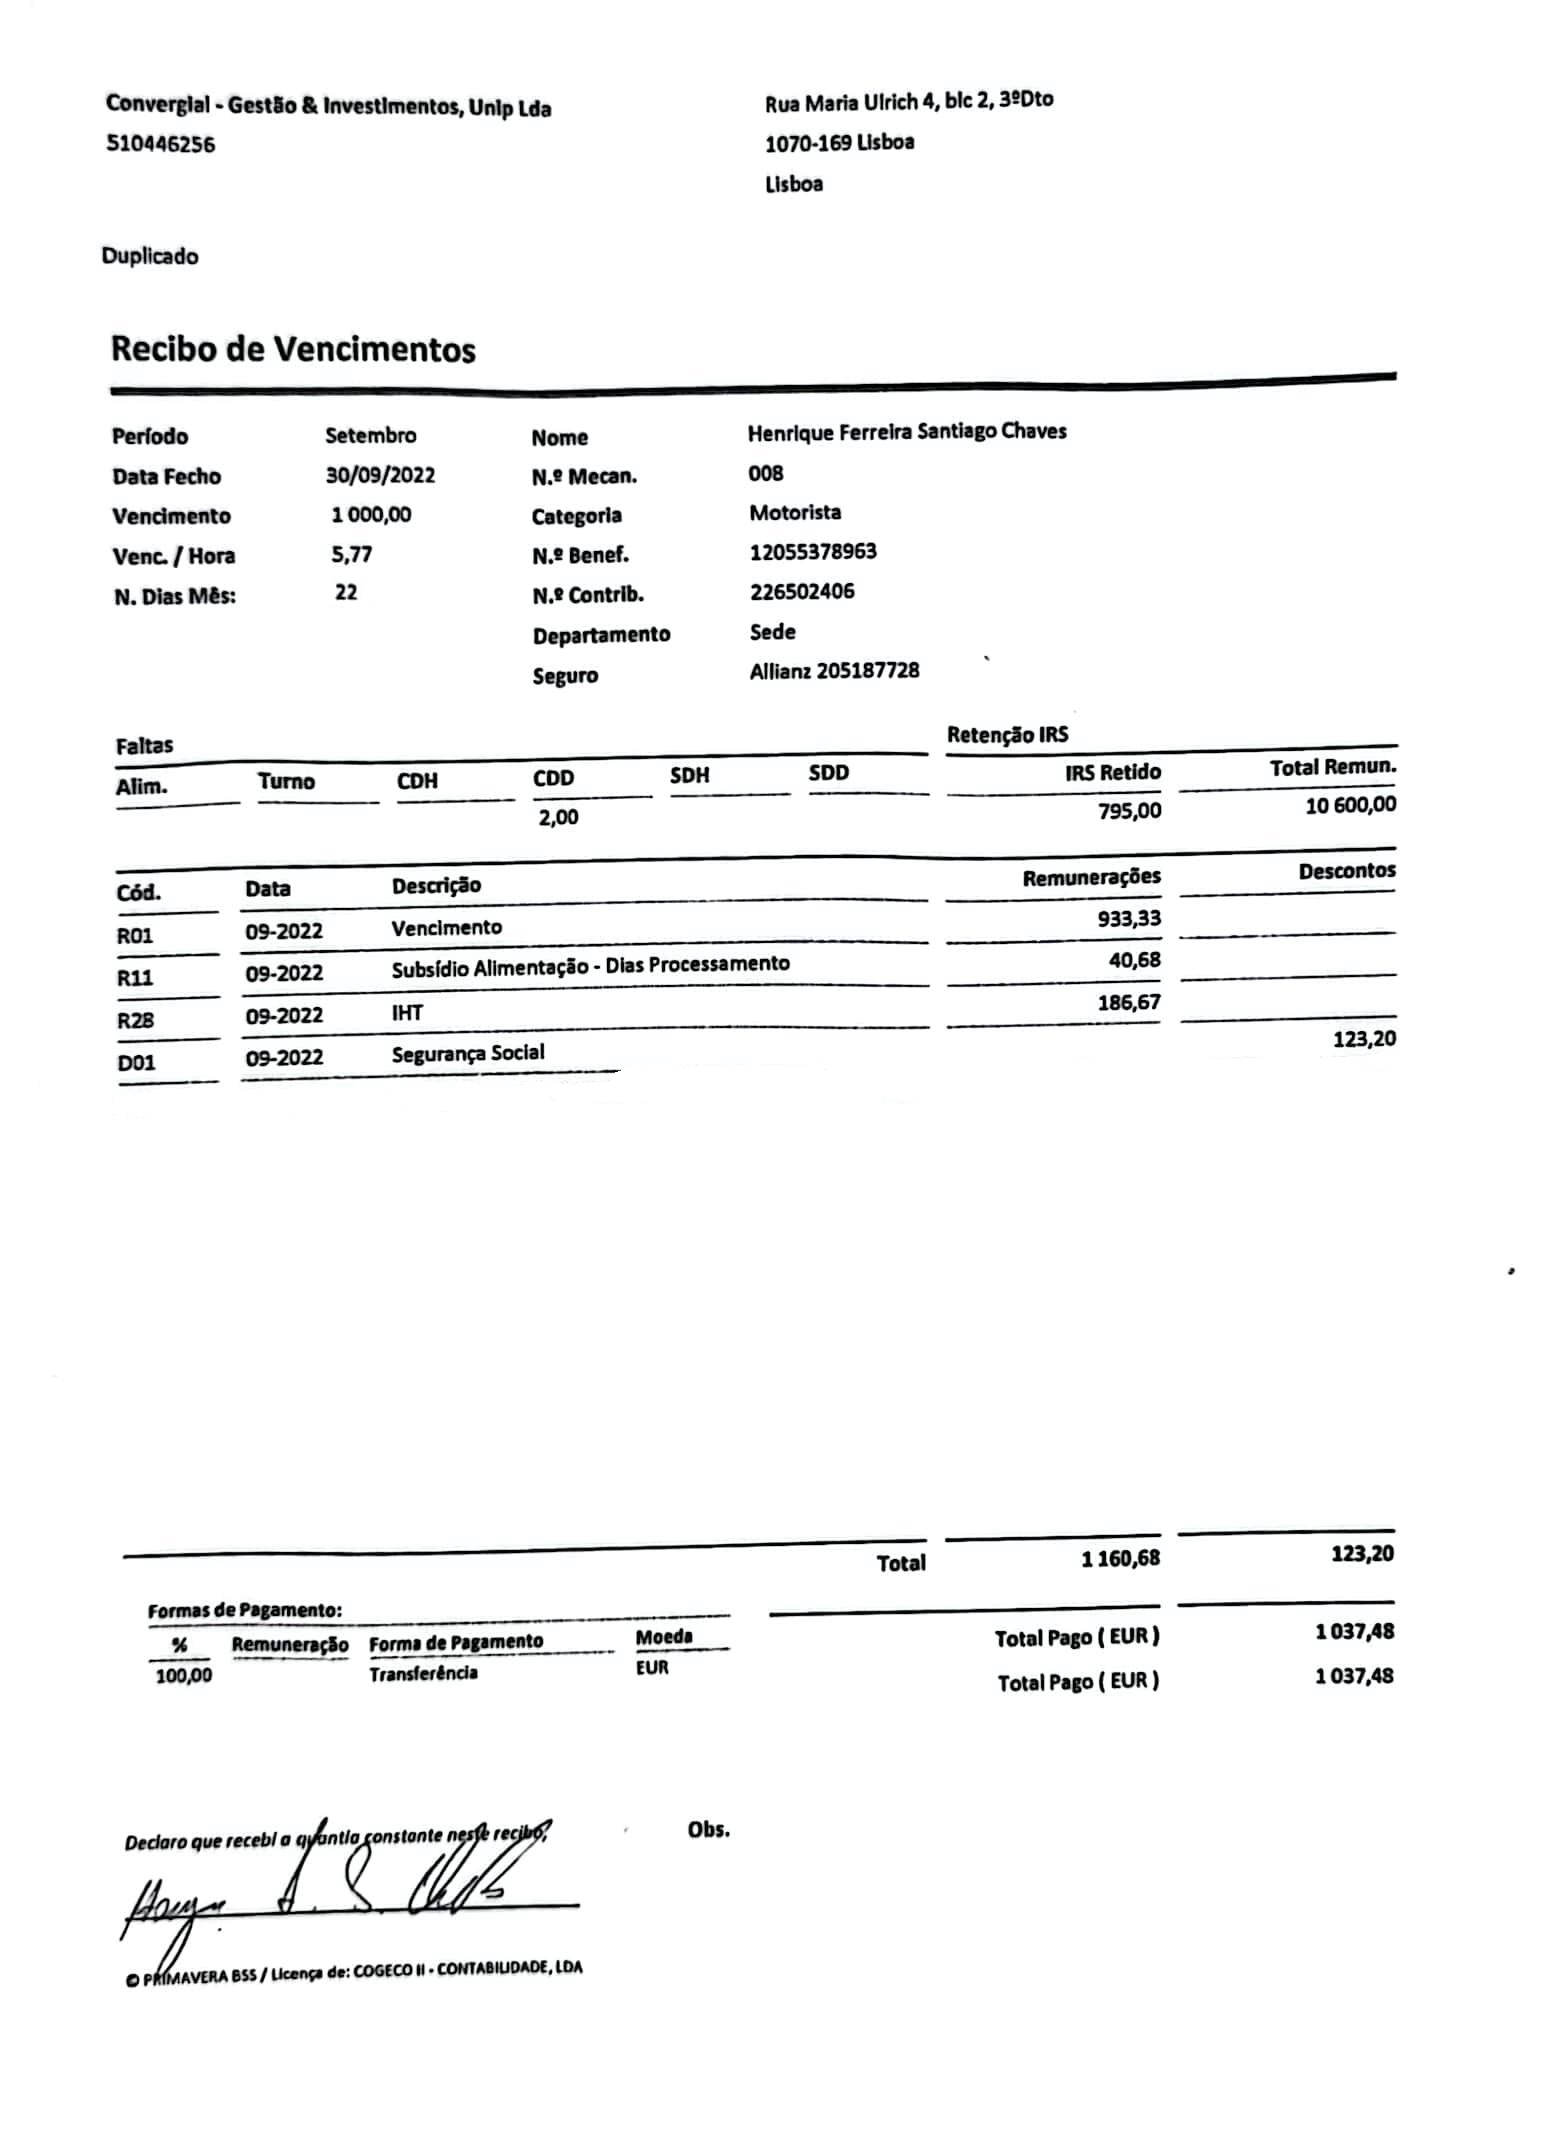 Convergial - Gestão & Investimentos, Unip Lda
510446256
Rua Maria Ulrich 4, blc 2, 3ºDto
1070-169 Lisboa
Lisboa
Duplicado
Recibo de Vencimentos
Período Setembro Nome Henrique Ferreira Santiago Chaves
Data Fecho 30/09/2022 N.º Mecan. 008
Vencimento 1 000,00 Categoria Motorista
Venc. / Hora 5,77 N.º Benef. 12055378963
N. Dias Mês: 22 N.º Contrib. 226502406
Departamento Sede
Seguro Allianz 205187728
Faltas Retenção IRS
Alim. Turno CDH CDD SDH SDD IRS Retido Total Remun.
2,00 795,00 10 600,00
Cód. Data Descrição Remunerações Descontos
R01 09-2022 Vencimento 933,33
R11 09-2022 Subsídio Alimentação - Dias Processamento 40,68
R28 09-2022 IHT 186,67
D01 09-2022 Segurança Social 123,20
Total 1 160,68 123,20
Formas de Pagamento:
% Remuneração Forma de Pagamento Moeda Total Pago ( EUR ) 1 037,48
100,00 Transferência EUR Total Pago ( EUR ) 1 037,48
Declaro que recebi a quantia constante neste recibo, Obs.
© PRIMAVERA BSS / Licença de: COGECO II - CONTABILIDADE, LDA